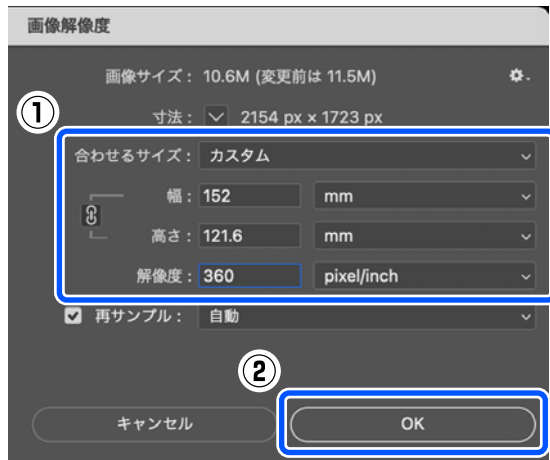 画像解像度
画像サイズ : 10.6M (変更前は 11.5M)
①
寸法 : 2154 px × 1723 px
合わせるサイズ : カスタム
幅 : 152 mm
高さ : 121.6 mm
解像度 : 360 pixel/inch
再サンプル : 自動
②
キャンセル OK